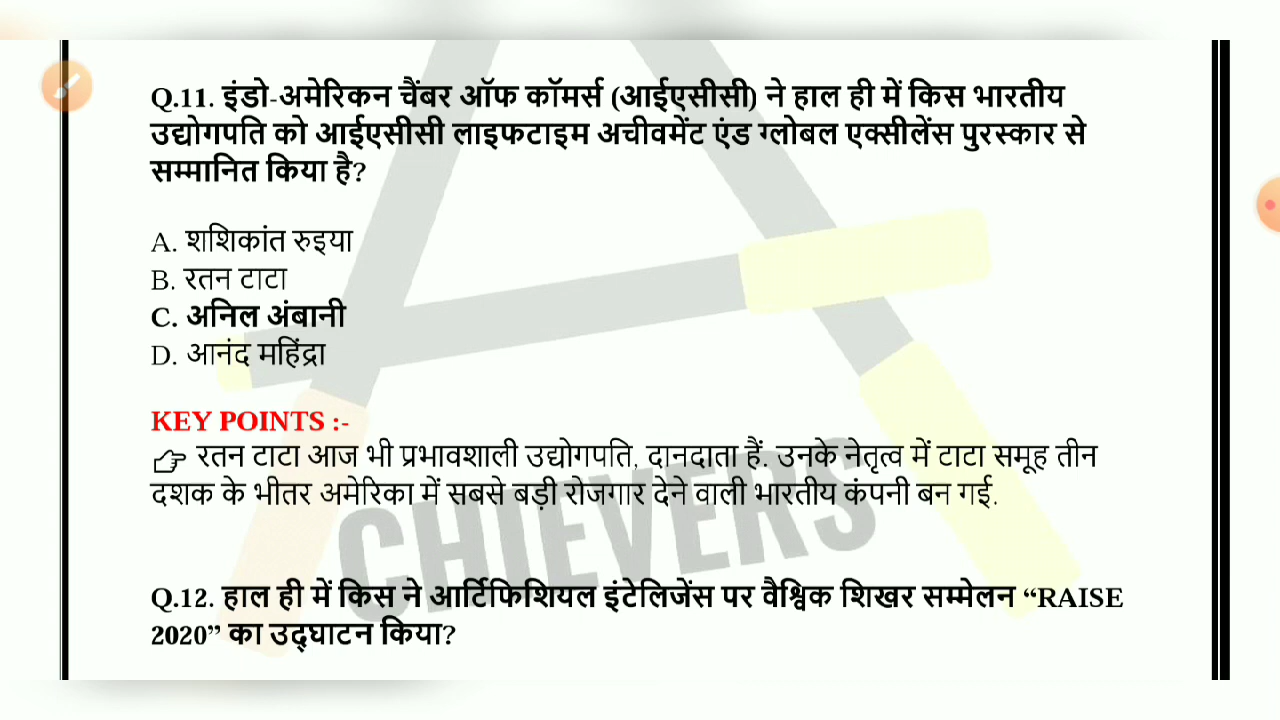 Q.11. इंडो-अमेरिकन चैंबर ऑफ कॉमर्स (आईएसीसी) ने हाल ही में किस भारतीय
उद्योगपति को आईएसीसी लाइफटाइम अचीवमेंट एंड ग्लोबल एक्सीलेंस पुरस्कार से
सम्मानित किया है?
A. शशिकांत रुइया
B. रतन टाटा
C. अनिल अंबानी
D. आनंद महिंद्रा
KEY POINTS :-
रतन टाटा आज भी प्रभावशाली उद्योगपति, दानदाता हैं. उनके नेतृत्व में टाटा समूह तीन
दशक के भीतर अमेरिका में सबसे बड़ी रोजगार देने वाली भारतीय कंपनी बन गई.
CHIEVERS
Q.12. हाल ही में किस ने आर्टिफिशियल इंटेलिजेंस पर वैश्विक शिखर सम्मेलन “RAISE
2020” का उद्घाटन किया?